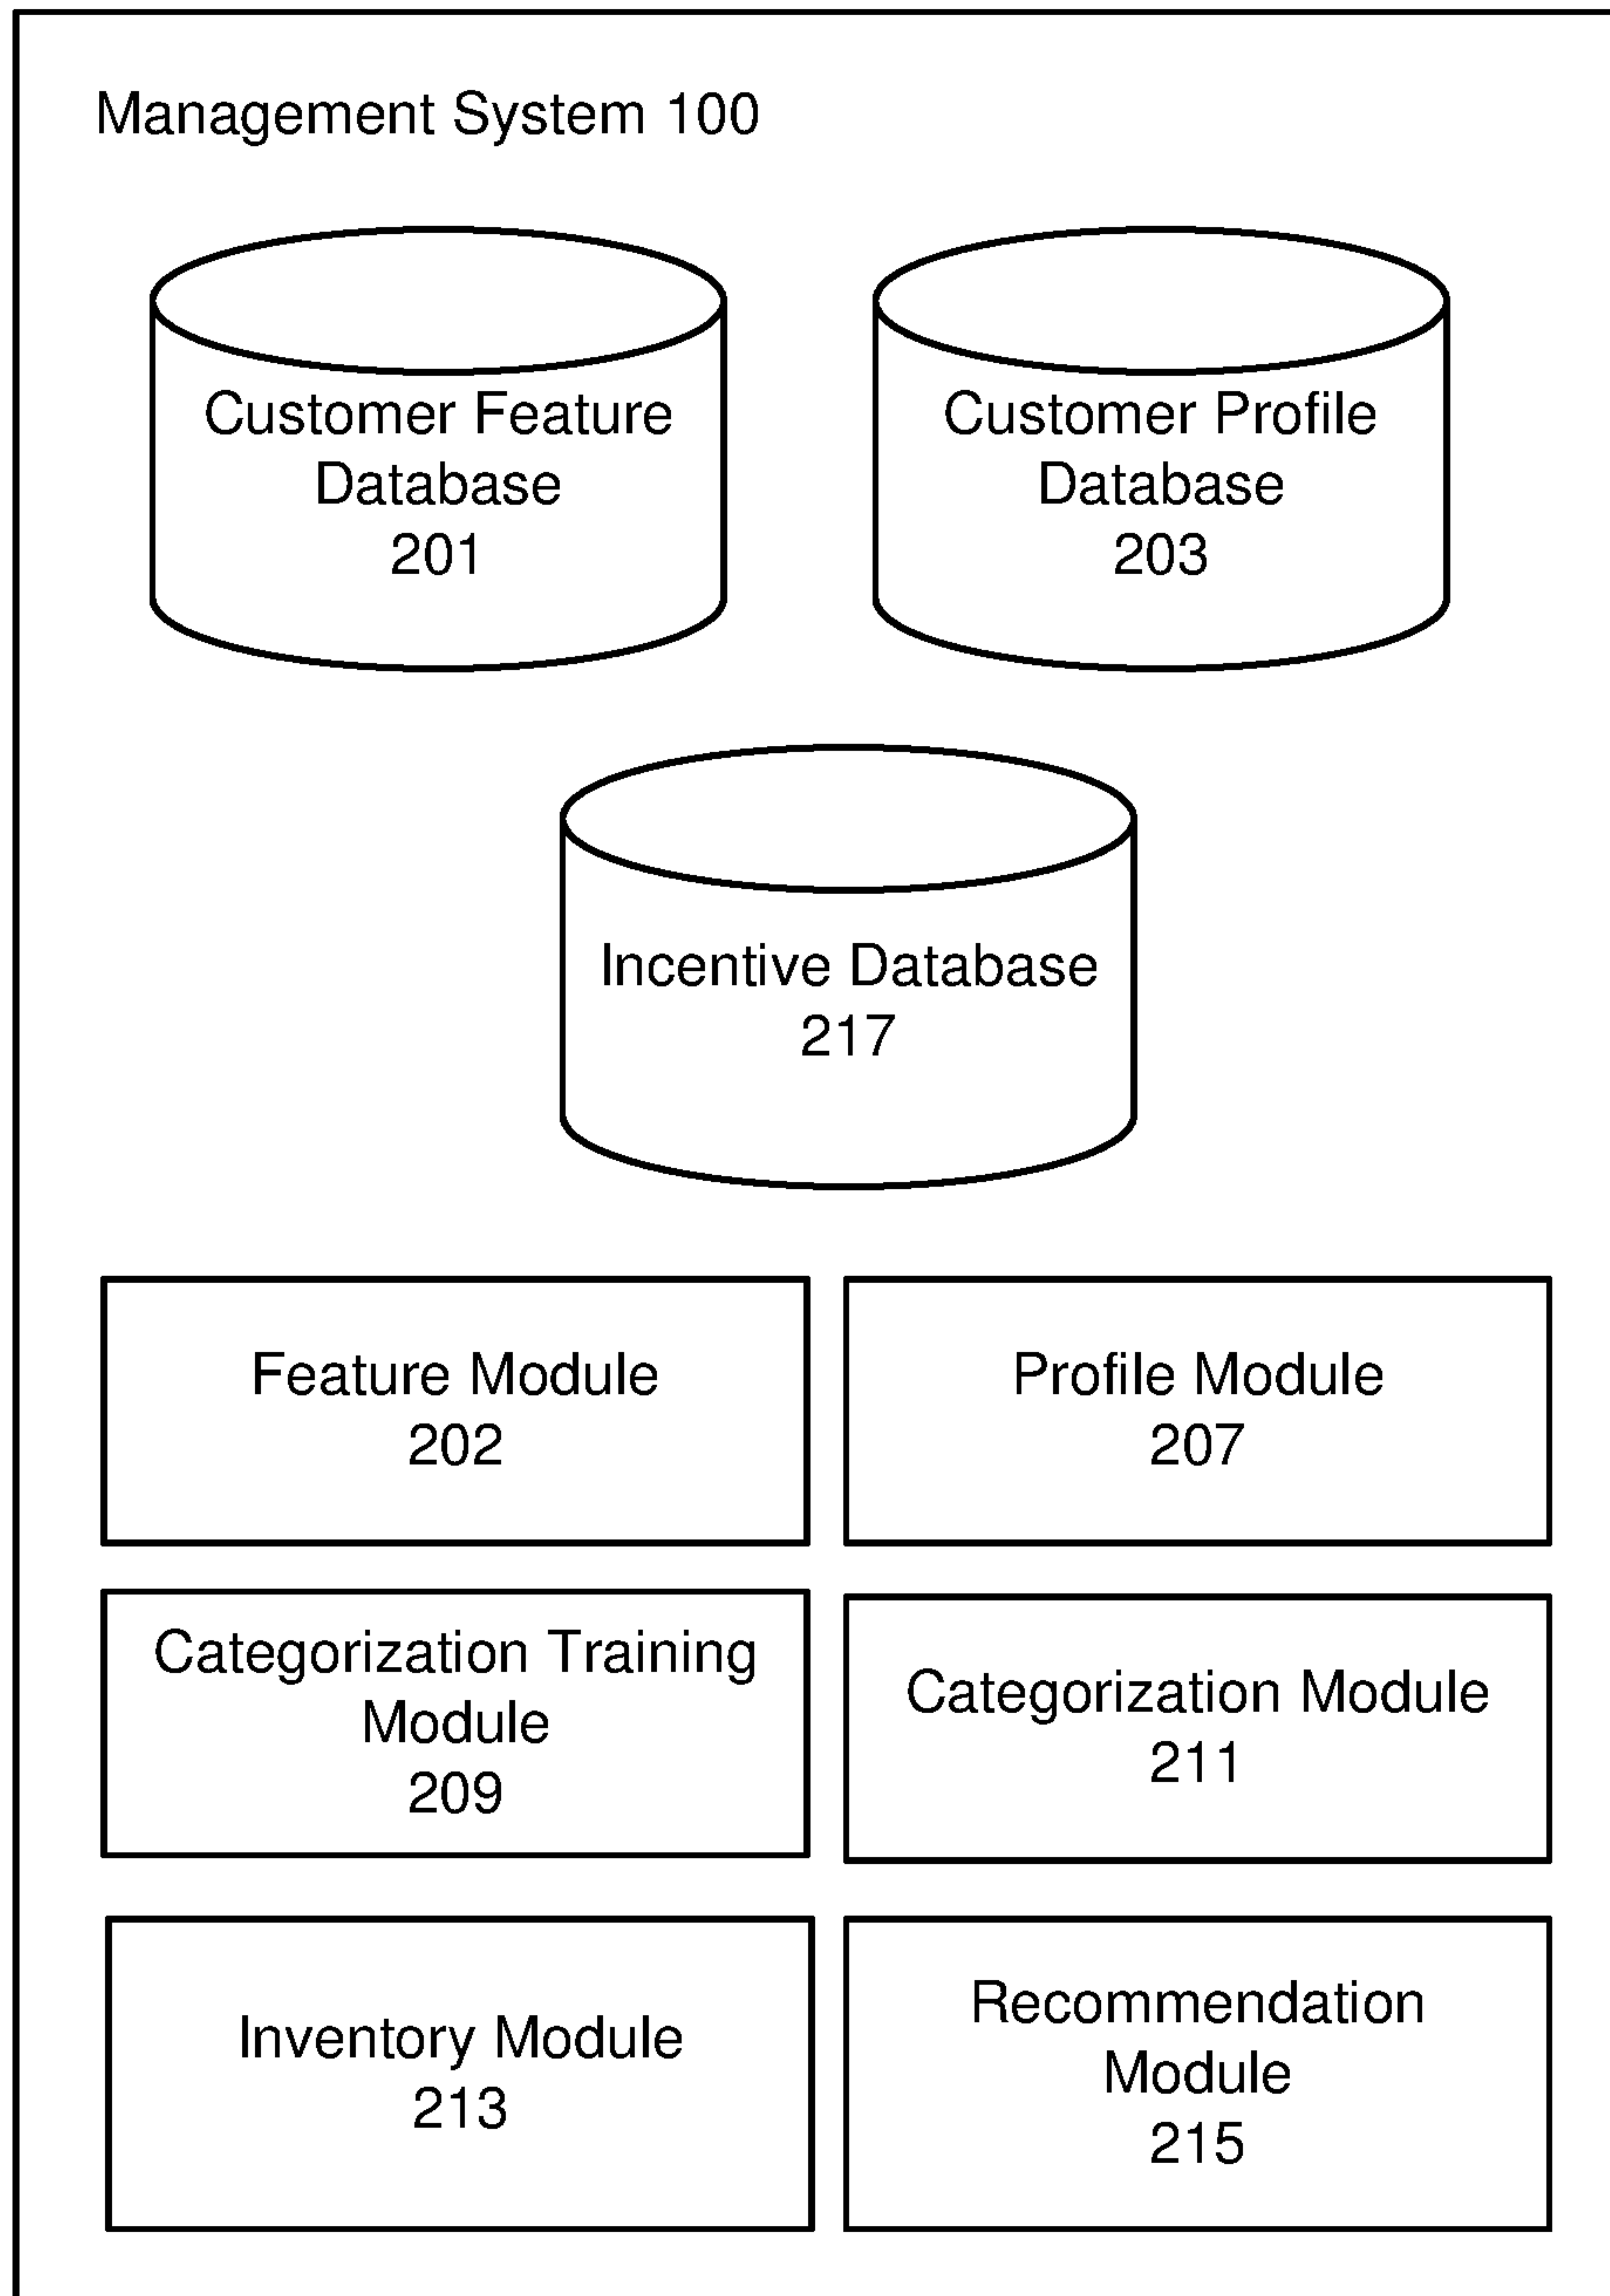 Management System 100
Customer Feature
Database
201
Customer Profile
Database
203
Incentive Database
217
Feature Module
202
Profile Module
207
Categorization Training
Module
209
Categorization Module
211
Inventory Module
213
Recommendation
Module
215